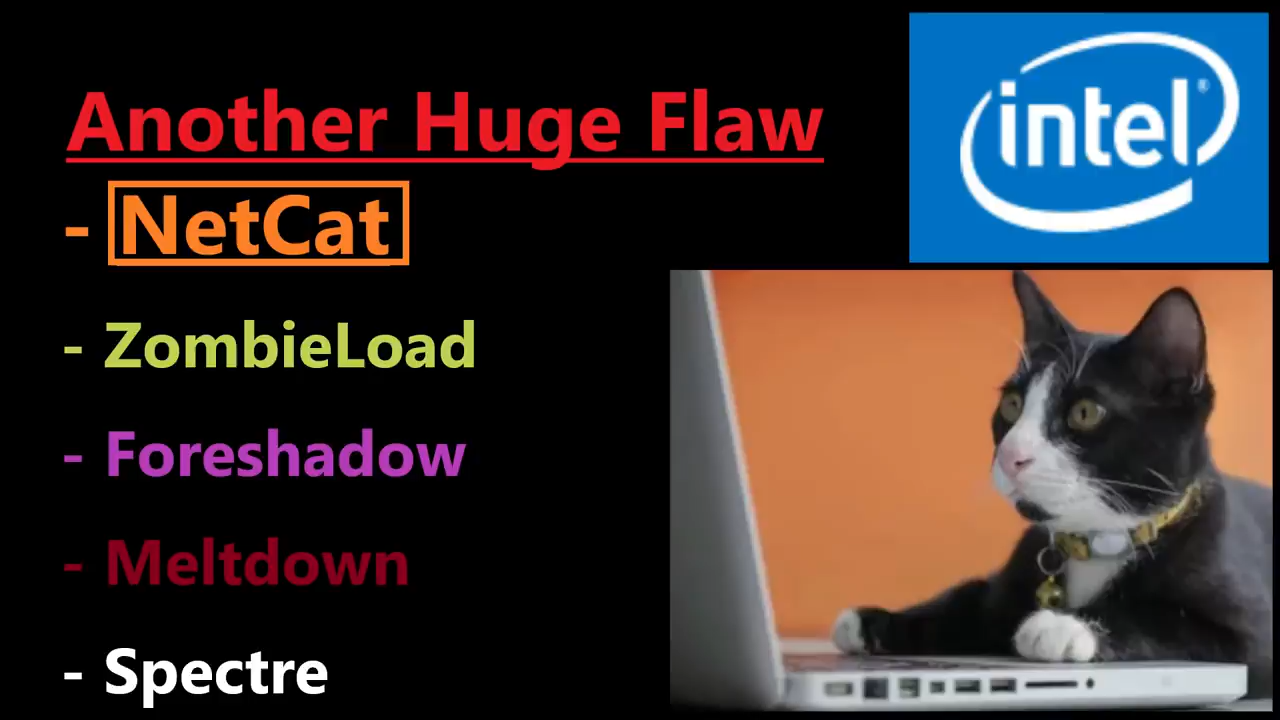 Another Huge Flaw
- NetCat
- ZombieLoad
- Foreshadow
- Meltdown
- Spectre
intel®